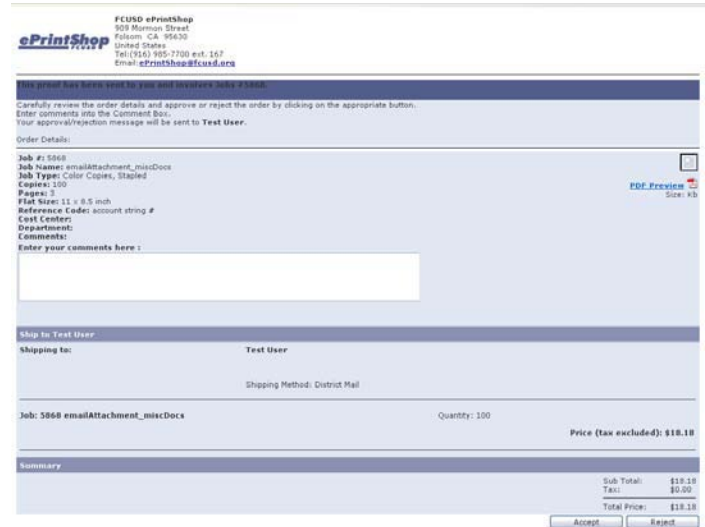 ePrintShop
FCUSD
FCUSD ePrintShop
909 Mormon Street
Folsom CA 95630
United States
Tel:(916) 985-7700 ext. 167
Email:ePrintShop@fcusd.org
This proof has been sent to you and involves Jobs #5868.
Carefully review the order details and approve or reject the order by clicking on the appropriate button.
Enter comments into the Comment Box.
Your approval/rejection message will be sent to Test User.
Order Details:
Job #: 5868
Job Name: emailAttachment_miscDocs
Job Type: Color Copies, Stapled
Copies: 100
Pages: 3
Flat Size: 11 x 8.5 inch
Reference Code: account string #
Cost Center:
Department:
Comments:
PDF Preview
Size: Kb
Enter your comments here :
Ship to Test User
Shipping to: Test User
Shipping Method: District Mail
Job: 5868 emailAttachment_miscDocs Quantity: 100
Price (tax excluded): $18.18
Summary
Sub Total: $18.18
Tax: $0.00
Total Price: $18.18
Accept Reject